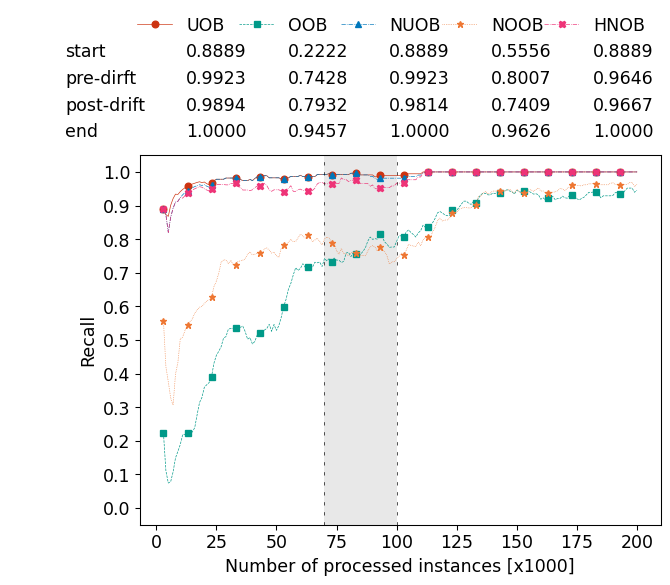 UOB OOB NUOB NOOB HNOB
start 0.8889 0.2222 0.8889 0.5556 0.8889
pre-dirft 0.9923 0.7428 0.9923 0.8007 0.9646
post-drift 0.9894 0.7932 0.9814 0.7409 0.9667
end 1.0000 0.9457 1.0000 0.9626 1.0000
1.0
0.9
0.8
0.7
0.6
0.5
0.4
0.3
0.2
0.1
0.0
Recall
0 25 50 75 100 125 150 175 200
Number of processed instances [x1000]